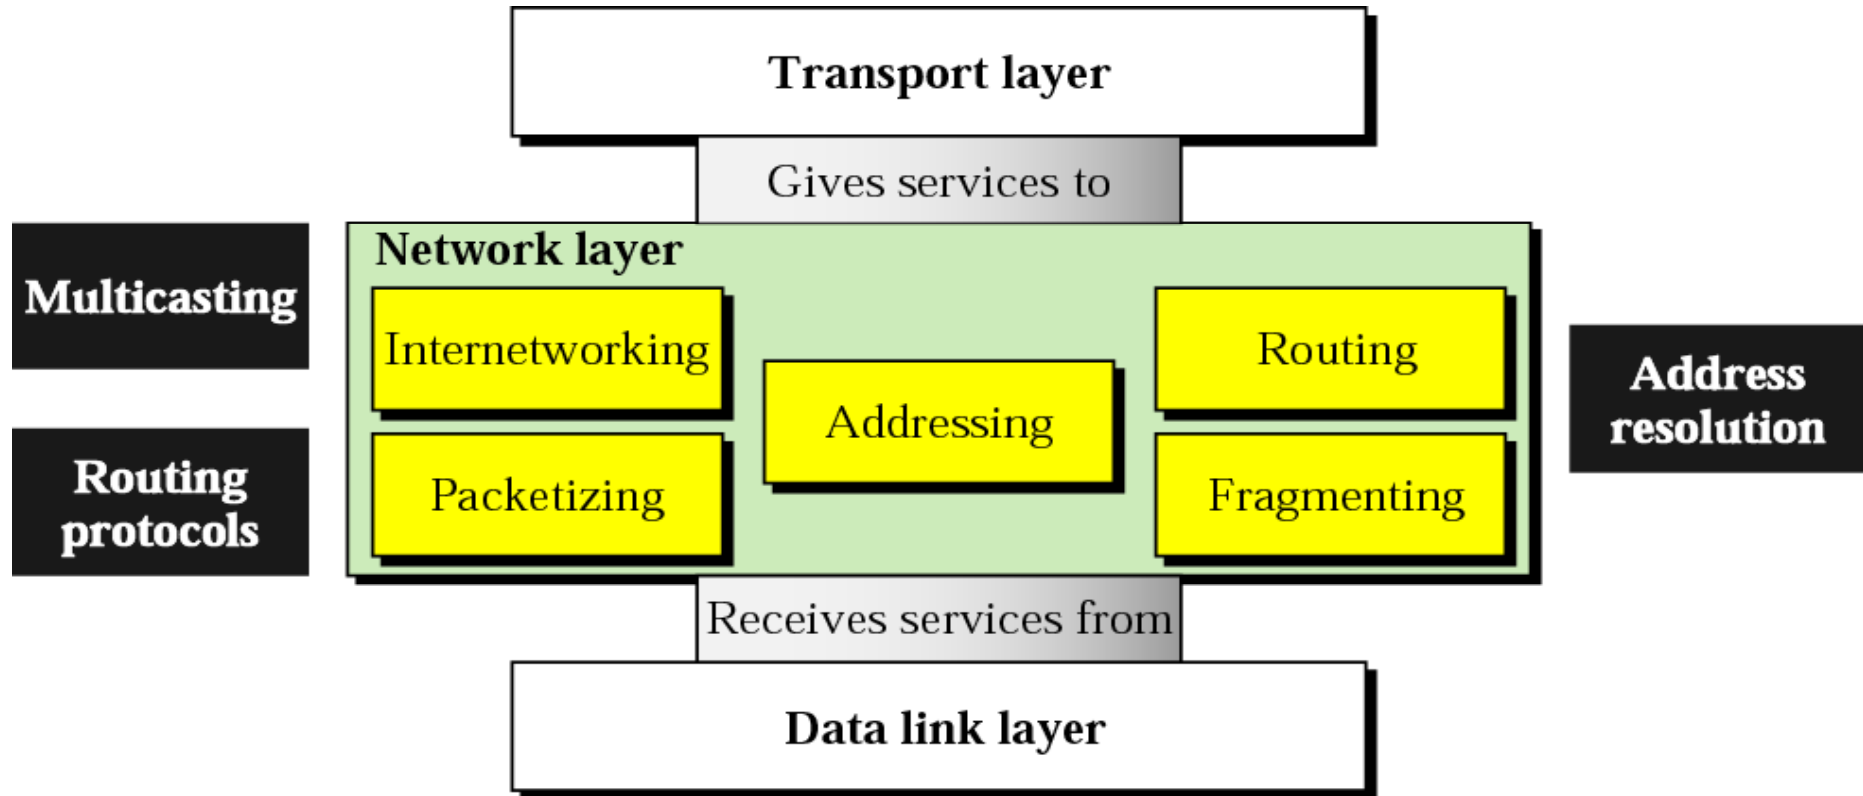 Transport layer
Gives services to
Multicasting
Routing
protocols
Network layer
Internetworking
Packetizing
Addressing
Routing
Fragmenting
Address
resolution
Receives services from
Data link layer